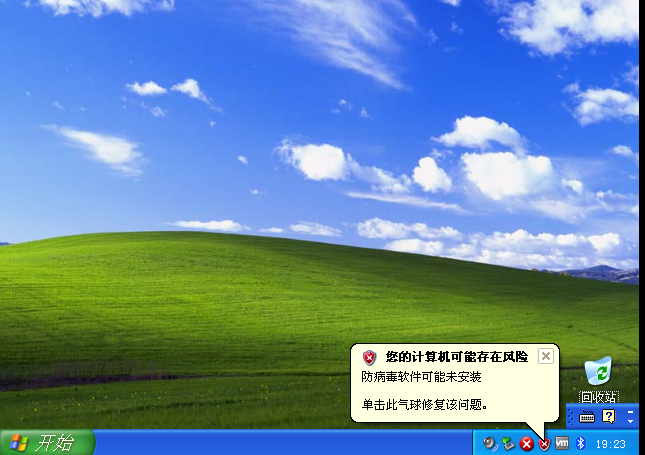 您的计算机可能存在风险
防病毒软件可能未安装
单击此气球修复该问题。
回收站
开始
19:23